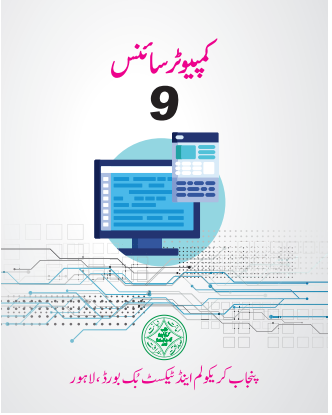 کمپیوٹر سائنس
9
پنجاب کریکولم اینڈ ٹیکسٹ بک بورڈ، لاہور